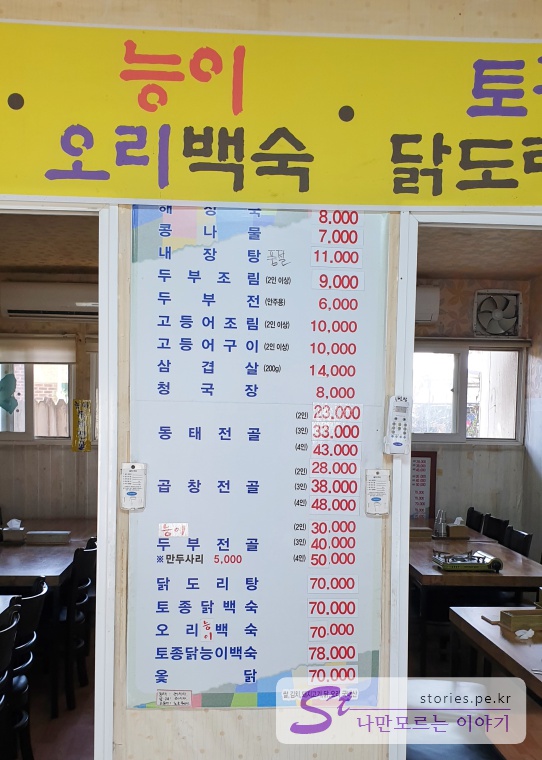 능이
오리백숙
닭도리
해장국 8,000
콩나물 7,000
내장탕 품절 11,000
두부조림 (2인 이상) 9,000
두부전 (안주용) 6,000
고등어조림 (2인 이상) 10,000
고등어구이 (2인 이상) 10,000
삼겹살 (200g) 14,000
청국장 8,000
동태전골 (2인) 23,000
(3인) 33,000
(4인) 43,000
곱창전골 (2인) 28,000
(3인) 38,000
(4인) 48,000
능이
두부전골 (2인) 30,000
(3인) 40,000
(4인) 50,000
※ 만두사리 5,000
닭도리탕 70,000
토종닭백숙 70,000
오리능이백숙 70,000
토종닭능이백숙 78,000
옻닭 70,000
stories.pe.kr
St
나만모르는 이야기